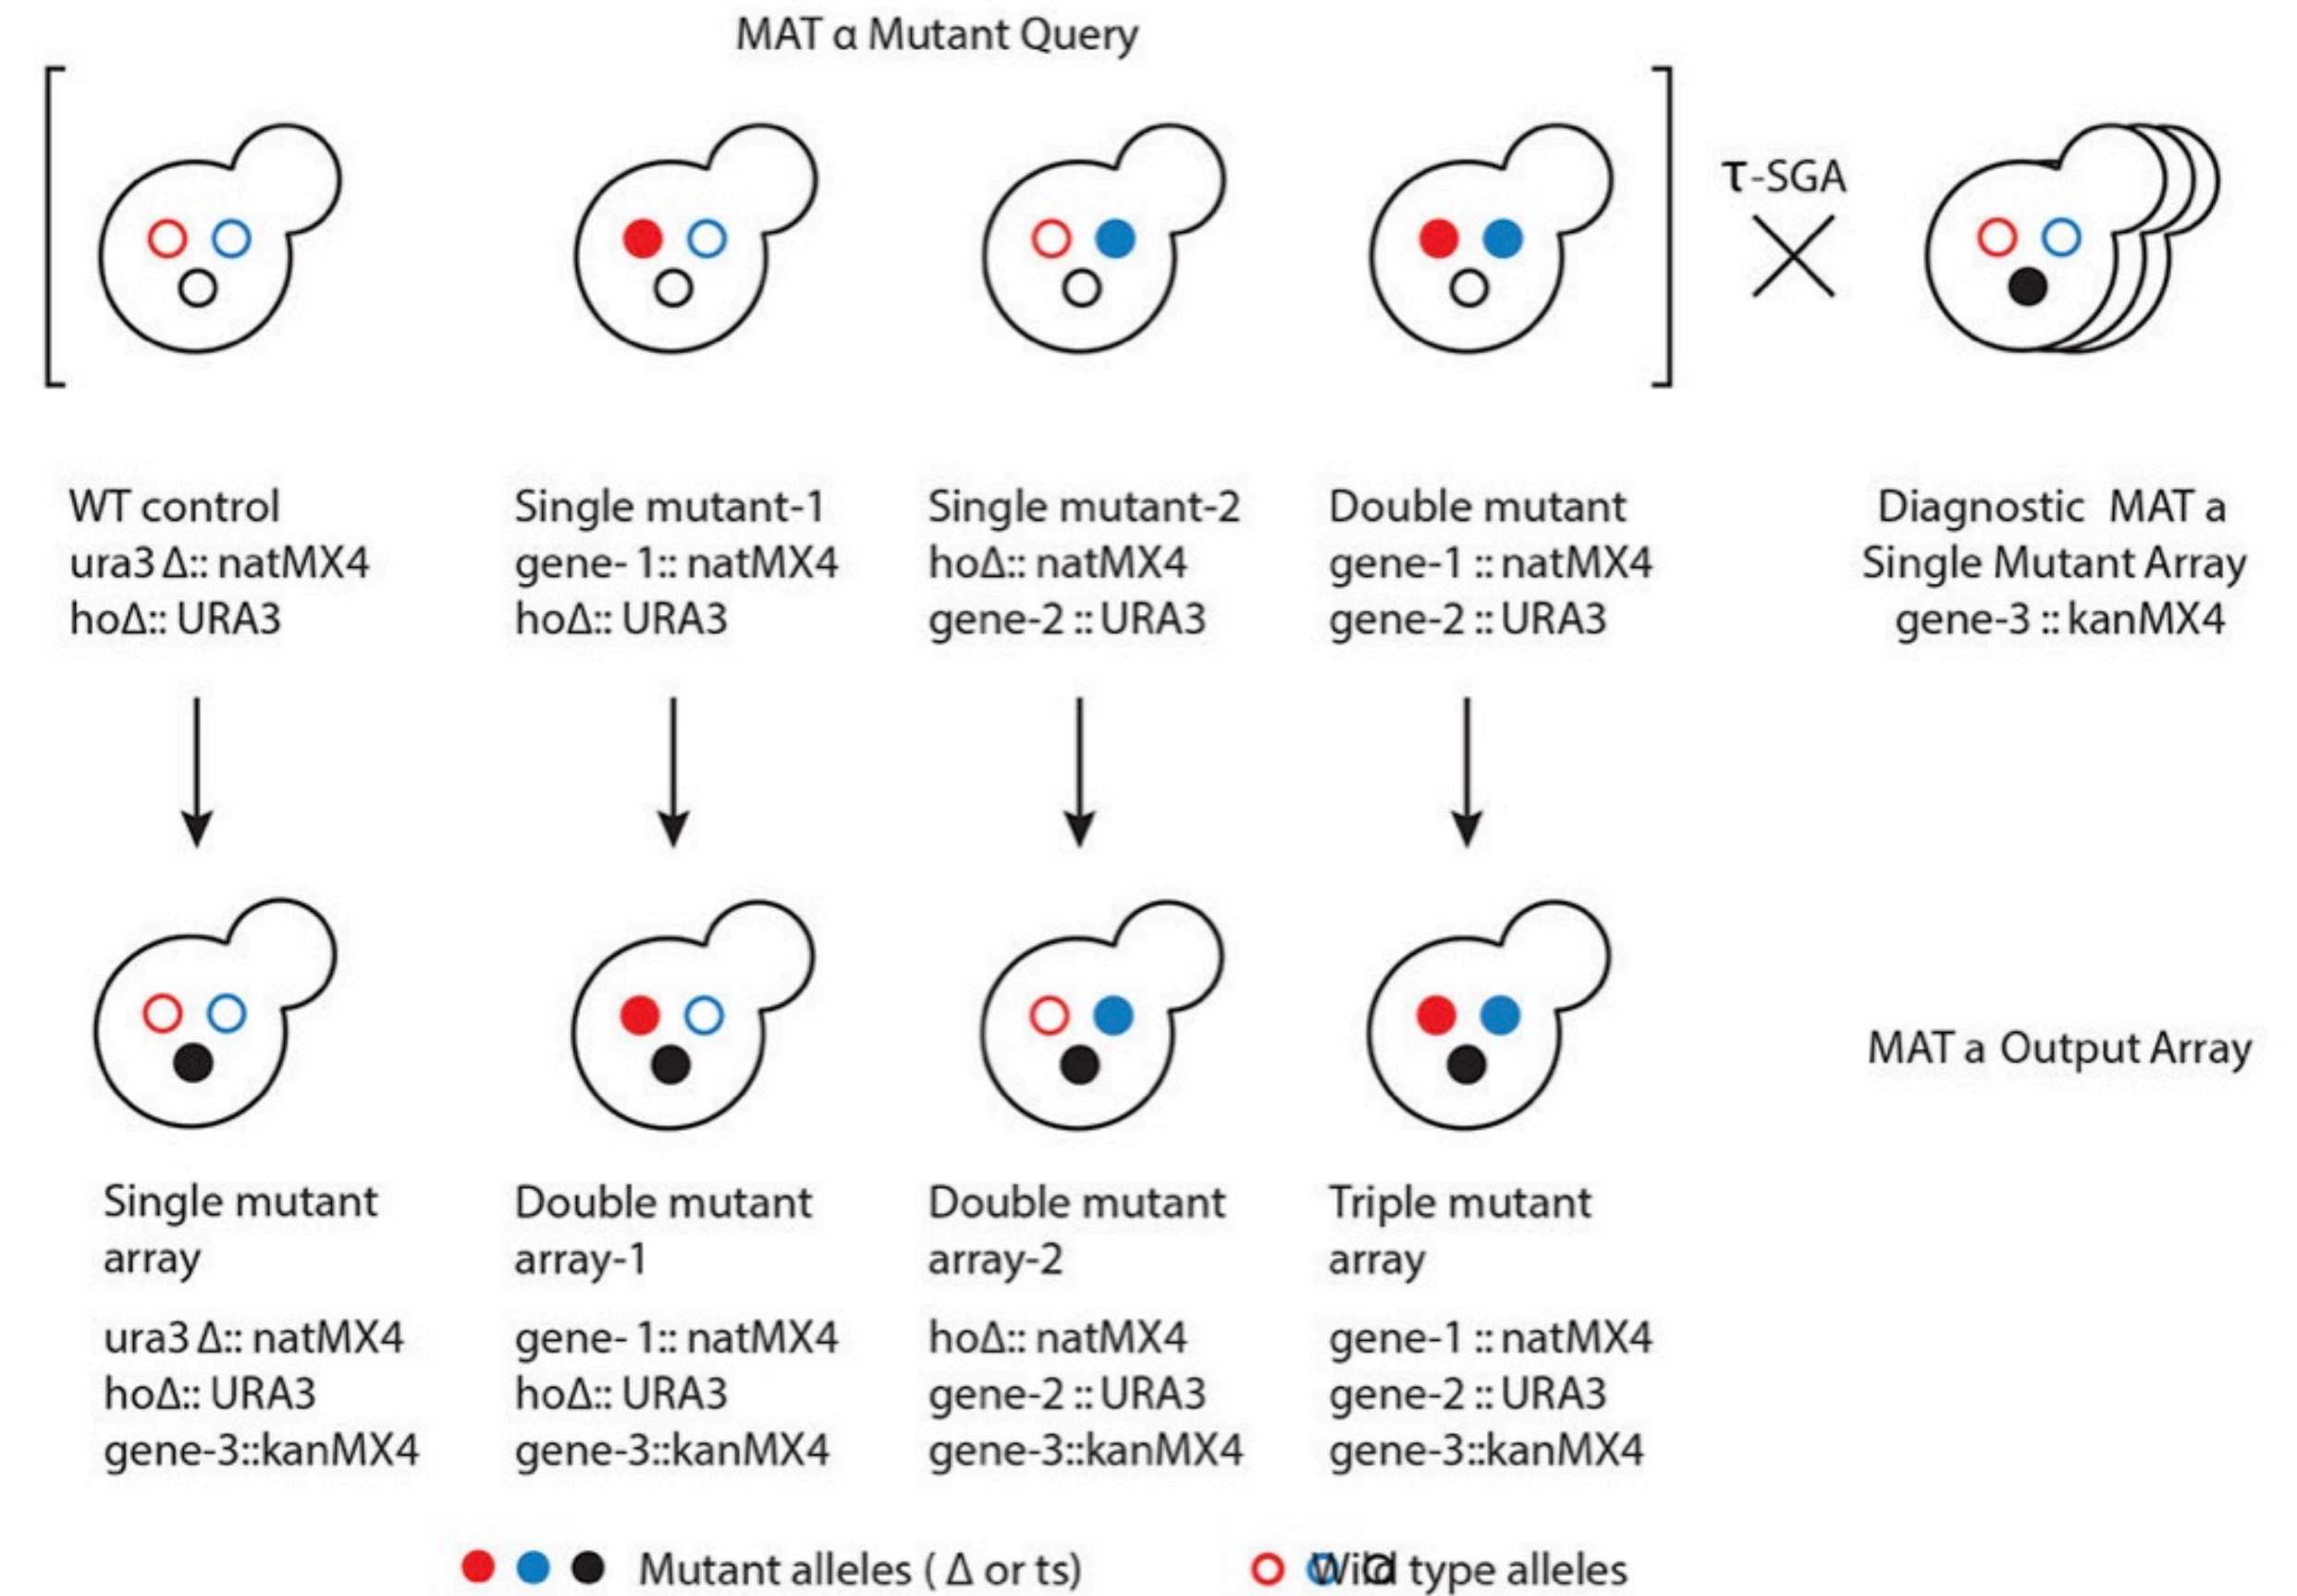 MAT α Mutant Query
τ-SGA
WT control
ura3 Δ:: natMX4
hoΔ:: URA3
Single mutant-1
gene- 1:: natMX4
hoΔ:: URA3
Single mutant-2
hoΔ:: natMX4
gene-2 :: URA3
Double mutant
gene-1 :: natMX4
gene-2 :: URA3
Diagnostic MAT a
Single Mutant Array
gene-3 :: kanMX4
MAT a Output Array
Single mutant
array
ura3 Δ:: natMX4
hoΔ:: URA3
gene-3::kanMX4
Double mutant
array-1
gene- 1:: natMX4
hoΔ:: URA3
gene-3::kanMX4
Double mutant
array-2
hoΔ:: natMX4
gene-2 :: URA3
gene-3::kanMX4
Triple mutant
array
gene-1 :: natMX4
gene-2 :: URA3
gene-3::kanMX4
Mutant alleles ( Δ or ts)
Wild type alleles